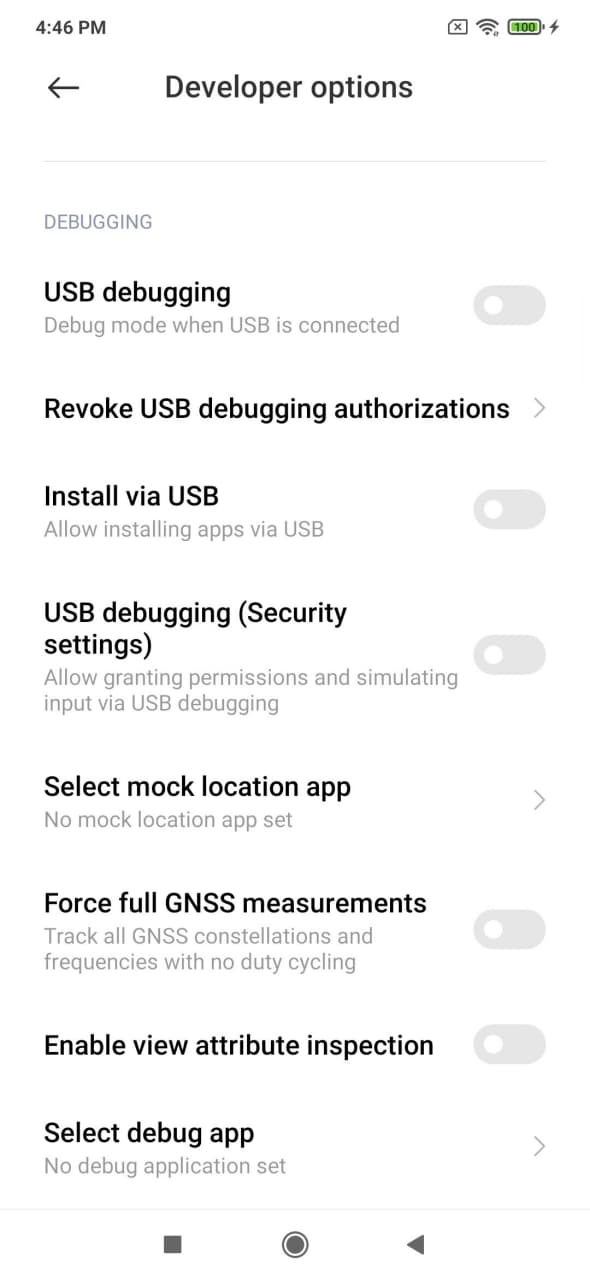 4:46 PM
100
Developer options
DEBUGGING
USB debugging
Debug mode when USB is connected
Revoke USB debugging authorizations
Install via USB
Allow installing apps via USB
USB debugging (Security
settings)
Allow granting permissions and simulating
input via USB debugging
Select mock location app
No mock location app set
Force full GNSS measurements
Track all GNSS constellations and
frequencies with no duty cycling
Enable view attribute inspection
Select debug app
No debug application set